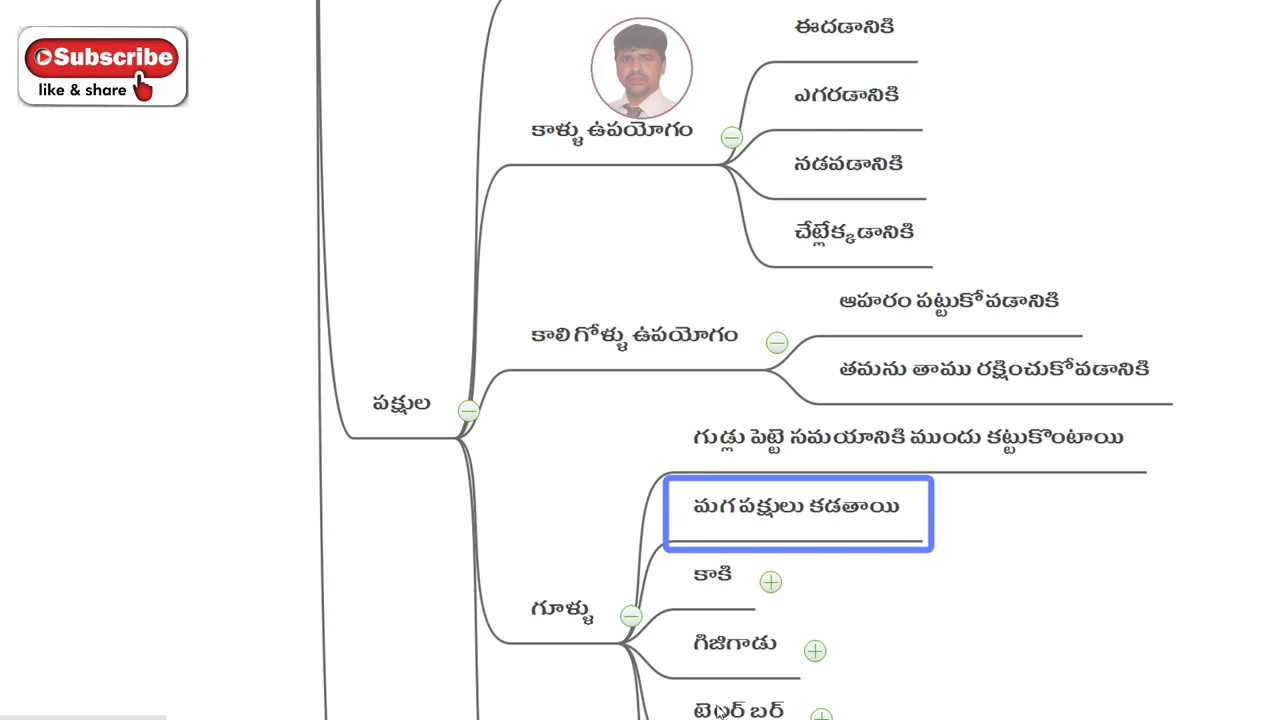 Subscribe
like & share
ఈదడానికి
ఎగరడానికి
కాళ్ళు ఉపయోగం
నడవడానికి
చేట్లేక్కడానికి
ఆహరం పట్టుకోవడానికి
కాలి గోళ్ళు ఉపయోగం
తమను తాము రక్షించుకోవడానికి
పక్షుల
గుడ్లు పెట్టె సమయానికి ముందు కట్టుకొంటాయి
మగ పక్షులు కడతాయి
కాకి
గూళ్ళు
గిజిగాడు